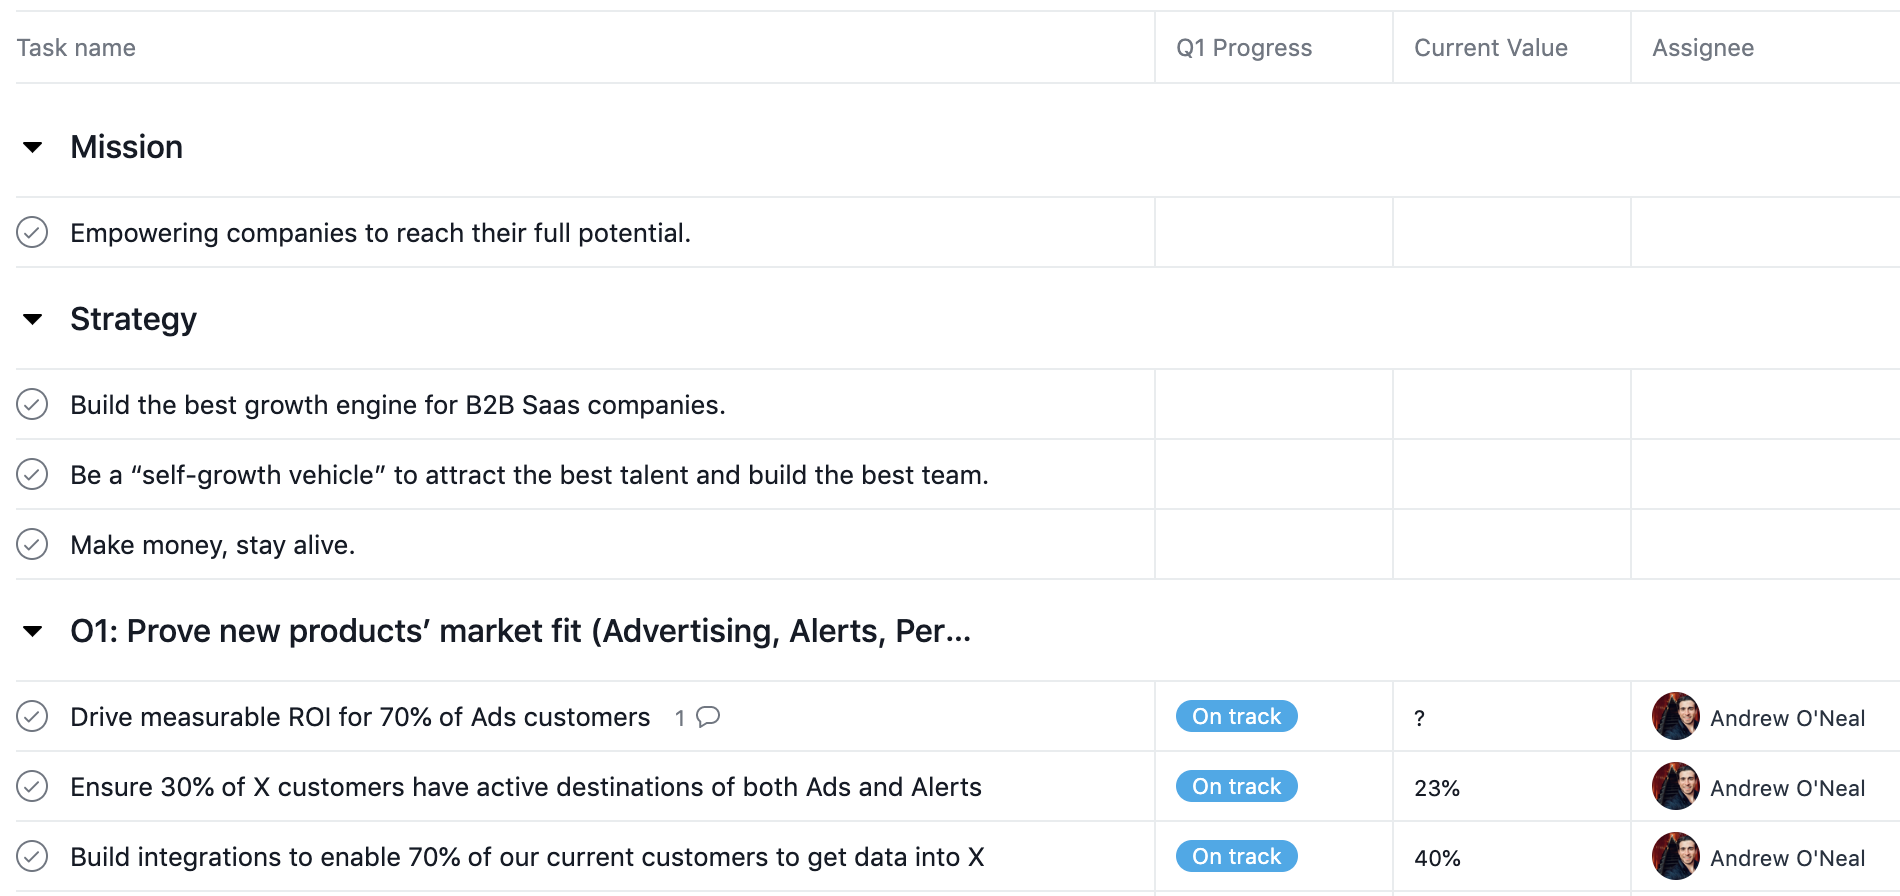 Task name Q1 Progress Current Value Assignee
Mission
Empowering companies to reach their full potential.
Strategy
Build the best growth engine for B2B Saas companies.
Be a “self-growth vehicle” to attract the best talent and build the best team.
Make money, stay alive.
O1: Prove new products’ market fit (Advertising, Alerts, Per...
Drive measurable ROI for 70% of Ads customers 1 On track ? Andrew O'Neal
Ensure 30% of X customers have active destinations of both Ads and Alerts On track 23% Andrew O'Neal
Build integrations to enable 70% of our current customers to get data into X On track 40% Andrew O'Neal